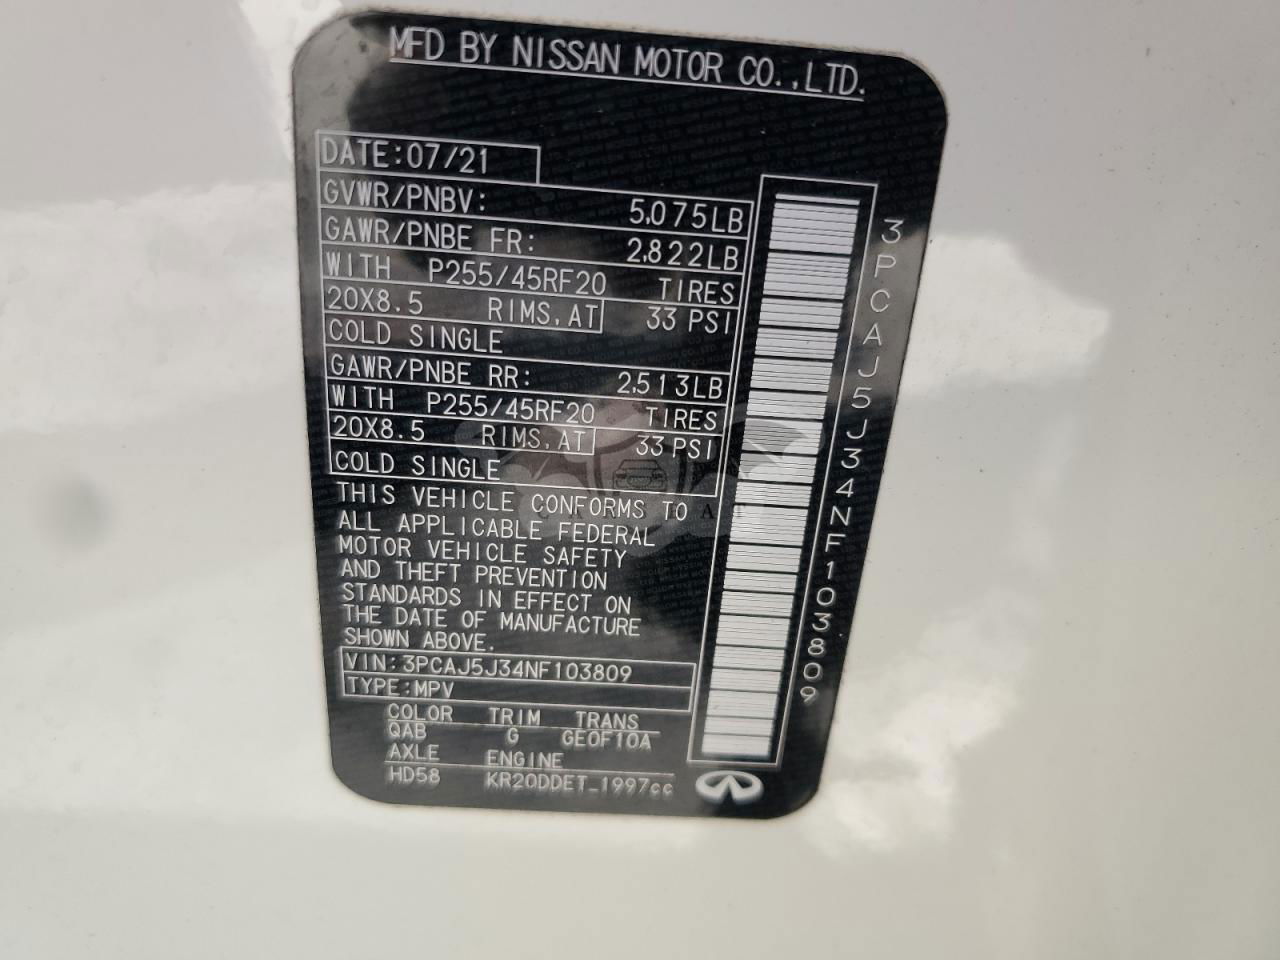 MFD BY NISSAN MOTOR CO.,LTD.
DATE:07/21
GVWR/PNBV: 5,075LB
GAWR/PNBE FR: 2,822LB
WITH P255/45RF20 TIRES
20X8.5 RIMS,AT 33 PSI
COLD SINGLE
GAWR/PNBE RR: 2,513LB
WITH P255/45RF20 TIRES
20X8.5 RIMS,AT 33 PSI
COLD SINGLE
THIS VEHICLE CONFORMS TO
ALL APPLICABLE FEDERAL
MOTOR VEHICLE SAFETY
AND THEFT PREVENTION
STANDARDS IN EFFECT ON
THE DATE OF MANUFACTURE
SHOWN ABOVE.
VIN:3PCAJ5J34NF103809
TYPE:MPV
COLOR TRIM TRANS
QAB G GE0F10A
AXLE ENGINE
HD58 KR20DDET_1997cc
3PCAJ5J34NF103809